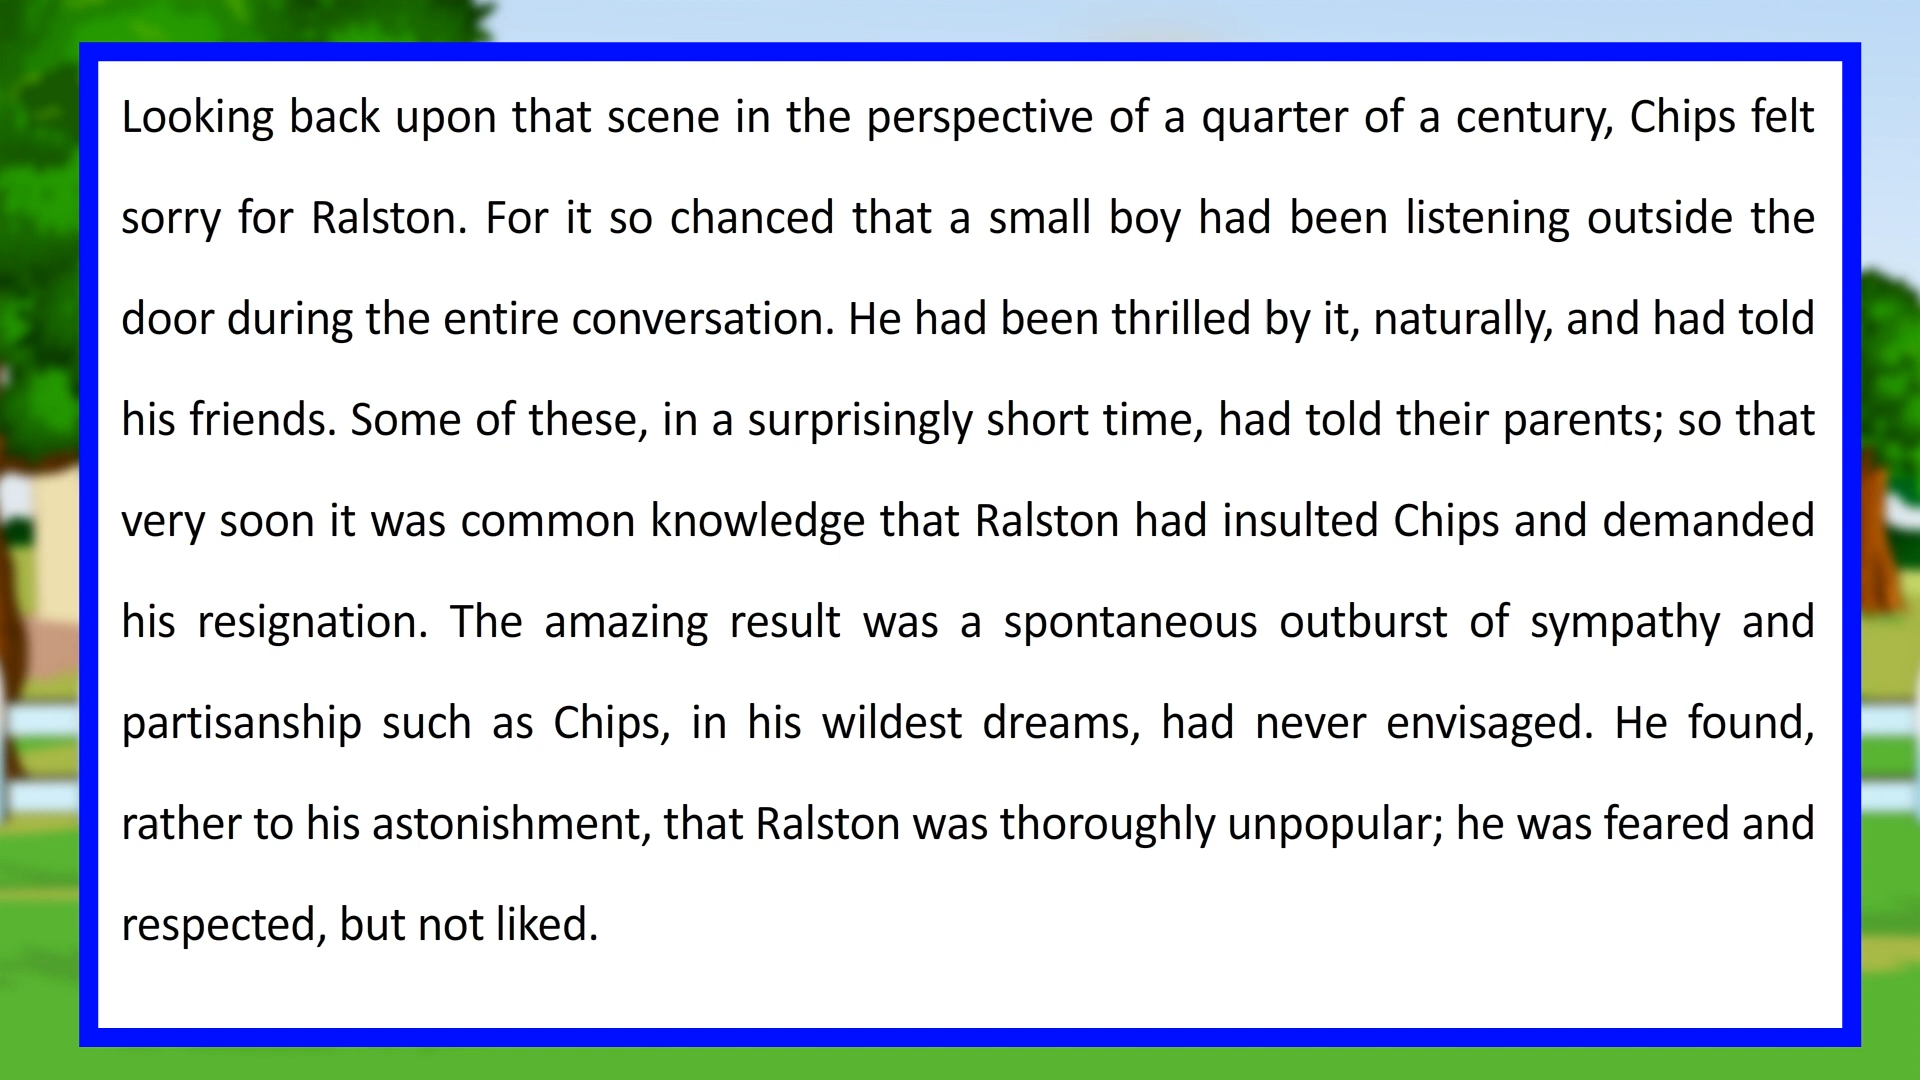 Looking back upon that scene in the perspective of a quarter of a century, Chips felt
sorry for Ralston. For it so chanced that a small boy had been listening outside the
door during the entire conversation. He had been thrilled by it, naturally, and had told
his friends. Some of these, in a surprisingly short time, had told their parents; so that
very soon it was common knowledge that Ralston had insulted Chips and demanded
his resignation. The amazing result was a spontaneous outburst of sympathy and
partisanship such as Chips, in his wildest dreams, had never envisaged. He found,
rather to his astonishment, that Ralston was thoroughly unpopular; he was feared and
respected, but not liked.